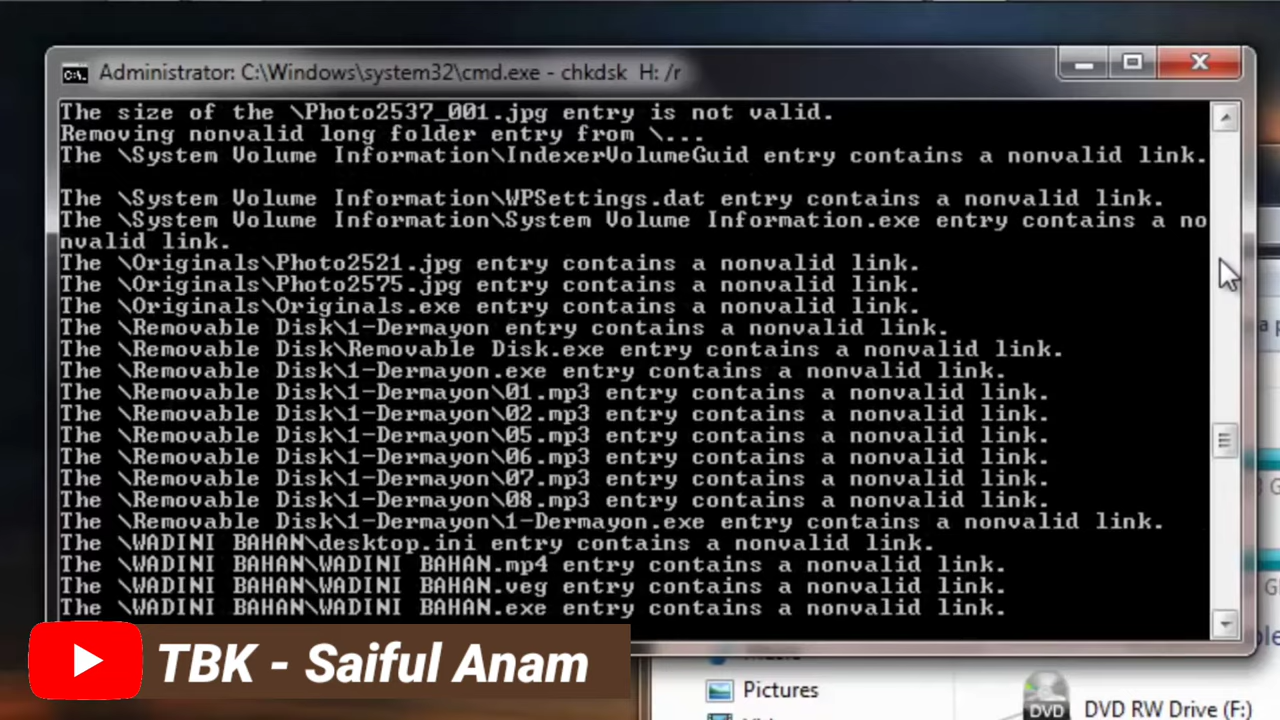 Administrator: C:\Windows\system32\cmd.exe - chkdsk H: /r
The size of the \Photo2537_001.jpg entry is not valid.
Removing nonvalid long folder entry from \...
The \System Volume Information\IndexerVolumeGuid entry contains a nonvalid link.
The \System Volume Information\WPSettings.dat entry contains a nonvalid link.
The \System Volume Information\System Volume Information.exe entry contains a no
nvalid link.
The \Originals\Photo2521.jpg entry contains a nonvalid link.
The \Originals\Photo2575.jpg entry contains a nonvalid link.
The \Originals\Originals.exe entry contains a nonvalid link.
The \Removable Disk\1-Dermayon entry contains a nonvalid link.
The \Removable Disk\Removable Disk.exe entry contains a nonvalid link.
The \Removable Disk\1-Dermayon.exe entry contains a nonvalid link.
The \Removable Disk\1-Dermayon\01.mp3 entry contains a nonvalid link.
The \Removable Disk\1-Dermayon\02.mp3 entry contains a nonvalid link.
The \Removable Disk\1-Dermayon\05.mp3 entry contains a nonvalid link.
The \Removable Disk\1-Dermayon\06.mp3 entry contains a nonvalid link.
The \Removable Disk\1-Dermayon\07.mp3 entry contains a nonvalid link.
The \Removable Disk\1-Dermayon\08.mp3 entry contains a nonvalid link.
The \Removable Disk\1-Dermayon\1-Dermayon.exe entry contains a nonvalid link.
The \WADINI BAHAN\desktop.ini entry contains a nonvalid link.
The \WADINI BAHAN\WADINI BAHAN.mp4 entry contains a nonvalid link.
The \WADINI BAHAN\WADINI BAHAN.veg entry contains a nonvalid link.
The \WADINI BAHAN\WADINI BAHAN.exe entry contains a nonvalid link.
TBK - Saiful Anam
Pictures
DVD
DVD RW Drive (F:)